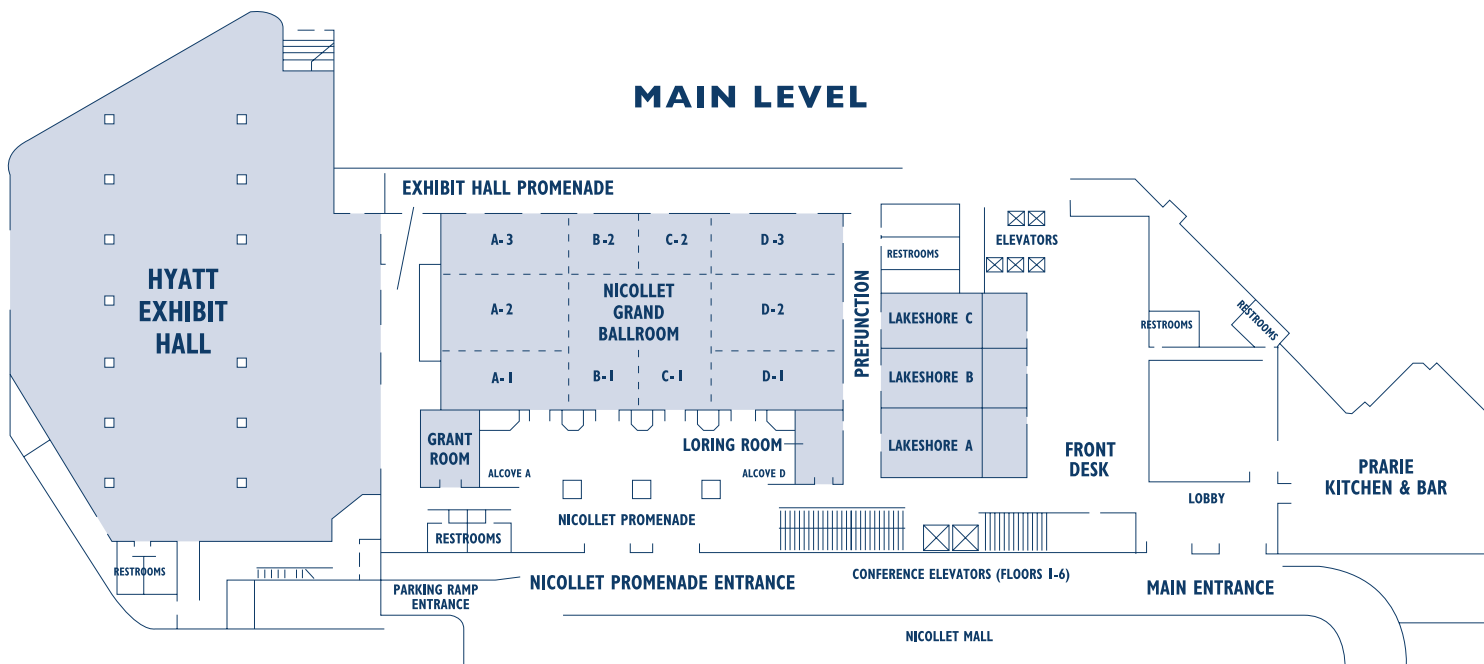 MAIN LEVEL
EXHIBIT HALL PROMENADE
A-3
B-2
C-2
D-3
RESTROOMS
ELEVATORS
HYATT
EXHIBIT
HALL
A-2
NICOLLET
GRAND
BALLROOM
D-2
PREFUNCTION
LAKESHORE C
RESTROOMS
RESTROOMS
A-1
B-1
C-1
D-1
LAKESHORE B
GRANT
ROOM
LORING ROOM
LAKESHORE A
ALCOVE A
ALCOVE D
FRONT
DESK
PRARIE
KITCHEN & BAR
LOBBY
NICOLLET PROMENADE
RESTROOMS
RESTROOMS
PARKING RAMP
ENTRANCE
NICOLLET PROMENADE ENTRANCE
CONFERENCE ELEVATORS (FLOORS 1-6)
MAIN ENTRANCE
NICOLLET MALL